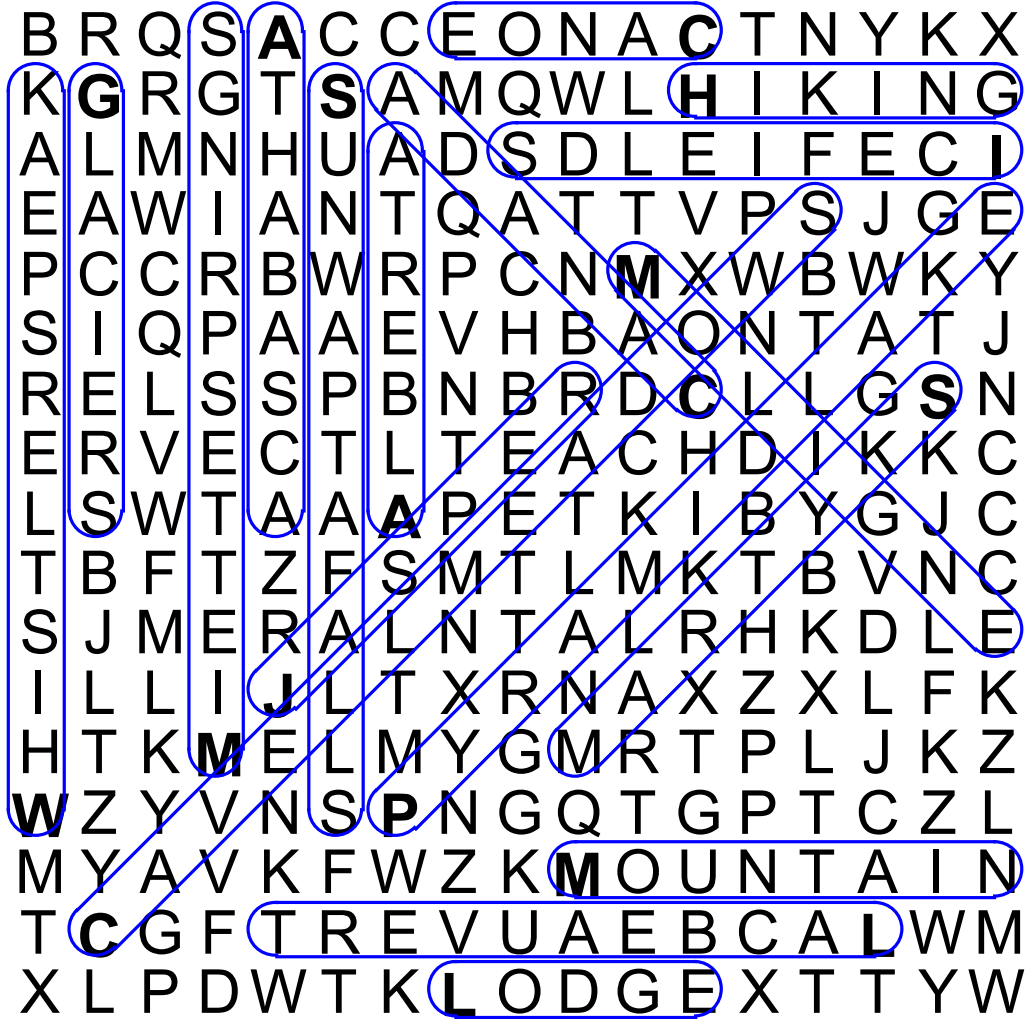 B R Q S A C C E O N A C T N Y K X
K G R G T S A M Q W L H I K I N G
A L M N H U A D S D L E I F E C I
E A W I A N T Q A T T V P S J G E
P C C R B W R P C N M X W B W K Y
S I Q P A A E V H B A O N T A T J
R E L S S P B N B R D C L L G S N
E R V E C T L T E A C H D I K K C
L S W T A A A P E T K I B Y G J C
T B F T Z F S M T L M K T B V N C
S J M E R A L N T A L R H K D L E
I L L I J L T X R N A X Z X L F K
H T K M E L M Y G M R T P L J K Z
W Z Y V N S P N G Q T G P T C Z L
M Y A V K F W Z K M O U N T A I N
T C G F T R E V U A E B C A L W M
X L P D W T K L O D G E X T T Y W